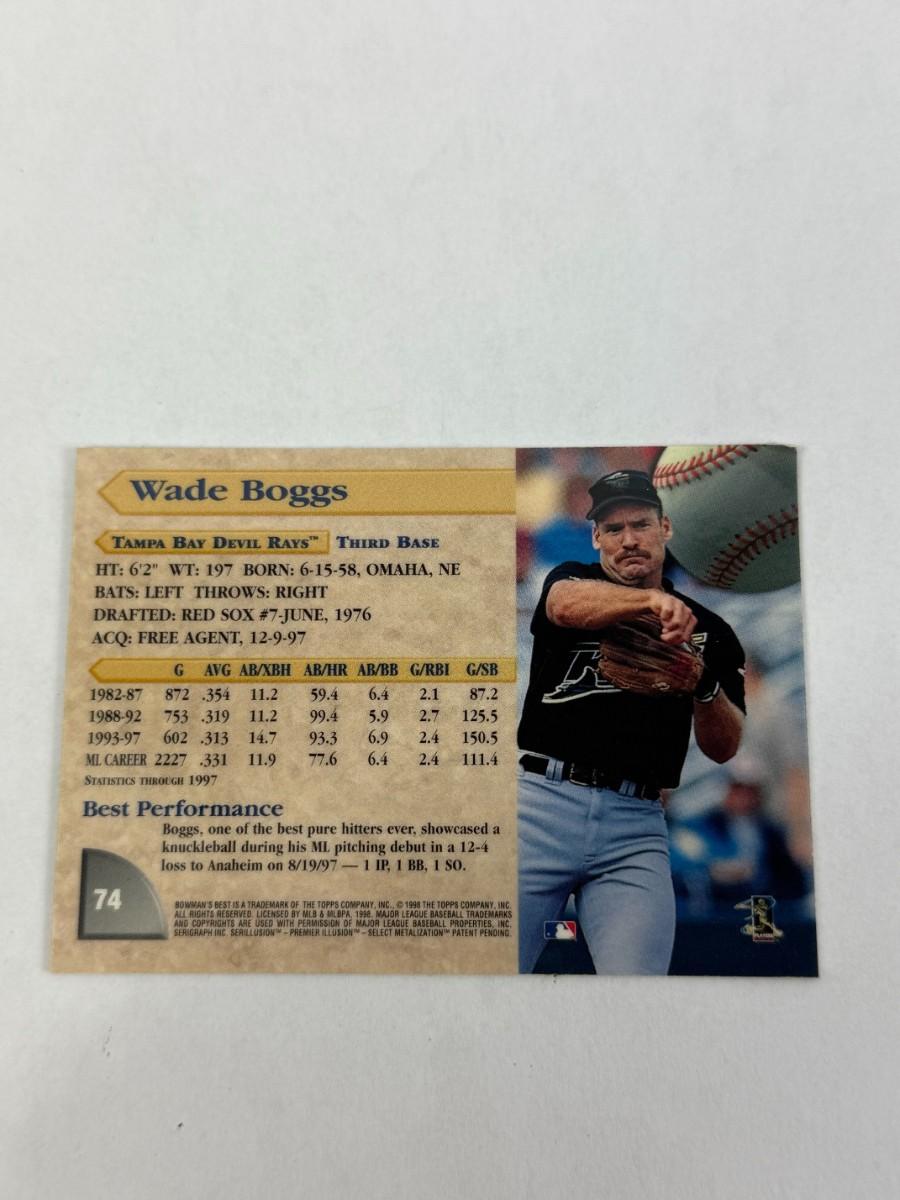 Wade Boggs
Tampa Bay Devil Rays™ Third Base
HT: 6'2" WT: 197 BORN: 6-15-58, OMAHA, NE
BATS: LEFT THROWS: RIGHT
DRAFTED: RED SOX #7-JUNE, 1976
ACQ: FREE AGENT, 12-9-97
G AVG AB/XBH AB/HR AB/BB G/RBI G/SB
1982-87 872 .354 11.2 59.4 6.4 2.1 87.2
1988-92 753 .319 11.2 99.4 5.9 2.7 125.5
1993-97 602 .313 14.7 93.3 6.9 2.4 150.5
ML CAREER 2227 .331 11.9 77.6 6.4 2.4 111.4
Statistics through 1997
Best Performance
Boggs, one of the best pure hitters ever, showcased a
knuckleball during his ML pitching debut in a 12-4
loss to Anaheim on 8/19/97 — 1 IP, 1 BB, 1 SO.
74
BOWMAN'S BEST IS A TRADEMARK OF THE TOPPS COMPANY, INC., © 1998 THE TOPPS COMPANY, INC.
ALL RIGHTS RESERVED. LICENSED BY MLB & MLBPA, 1998. MAJOR LEAGUE BASEBALL TRADEMARKS
AND COPYRIGHTS ARE USED WITH PERMISSION OF MAJOR LEAGUE BASEBALL PROPERTIES, INC.
SERIGRAPH INC. SERILLUSION™ – PREMIER ILLUSION™ – SELECT METALIZATION™ PATENT PENDING.